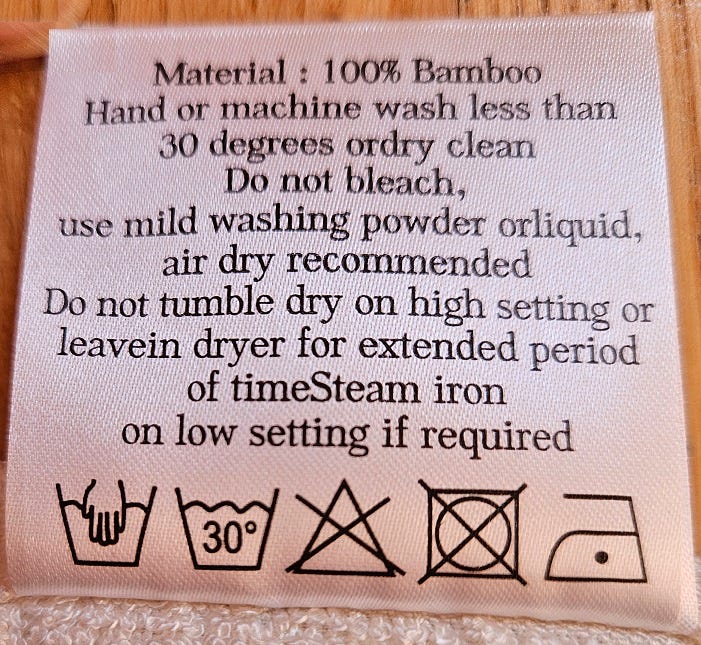 Material : 100% Bamboo
Hand or machine wash less than
30 degrees ordry clean
Do not bleach,
use mild washing powder orliquid,
air dry recommended
Do not tumble dry on high setting or
leavein dryer for extended period
of timeSteam iron
on low setting if required
30°